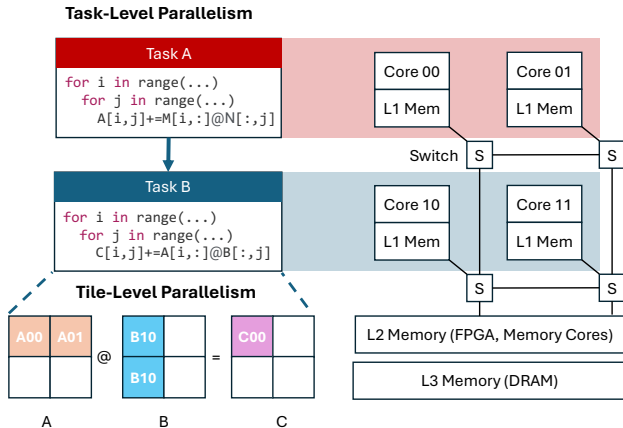 Task-Level Parallelism
Task A
for i in range(...)
for j in range(...)
A[i,j]+=M[i,:]@N[:,j]
Core 00
L1 Mem
Core 01
L1 Mem
Switch
S
S
Task B
for i in range(...)
for j in range(...)
C[i,j]+=A[i,:]@B[:,j]
Core 10
L1 Mem
Core 11
L1 Mem
S
S
Tile-Level Parallelism
A00 A01
@
B10
B10
=
C00
A
B
C
L2 Memory (FPGA, Memory Cores)
L3 Memory (DRAM)